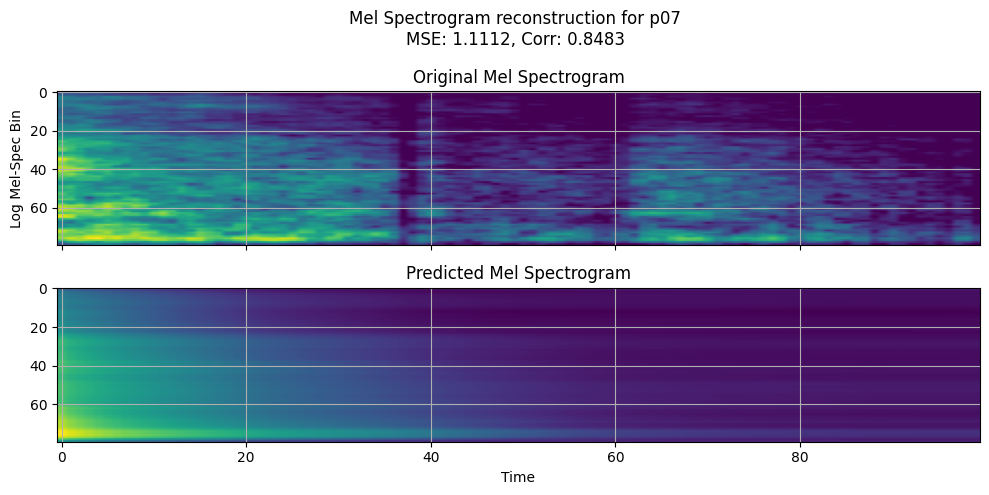 Mel Spectrogram reconstruction for p07
MSE: 1.1112, Corr: 0.8483
Original Mel Spectrogram
0
20
40
60
Log Mel-Spec Bin
Predicted Mel Spectrogram
0
20
40
60
0 20 40 60 80
Time